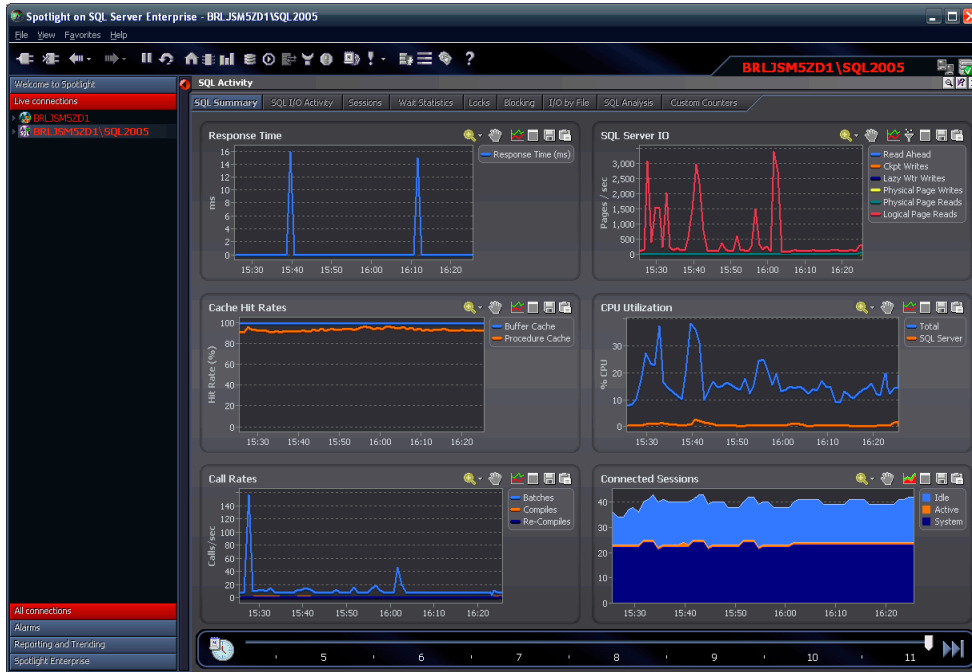 Spotlight on SQL Server Enterprise - BRLJSM5ZD1\SQL2005
File View Favorites Help
BRLJSM5ZD1\SQL2005
Welcome to Spotlight
Live connections
BRLJSM5ZD1
BRLJSM5ZD1\SQL2005
SQL Activity
SQL Summary SQL I/O Activity Sessions Wait Statistics Locks Blocking I/O by File SQL Analysis Custom Counters
Response Time
Response Time (ms)
ms
16
14
12
10
8
6
4
2
0
15:30 15:40 15:50 16:00 16:10 16:20
SQL Server IO
Read Ahead
Ckpt Writes
Lazy Wtr Writes
Physical Page Writes
Physical Page Reads
Logical Page Reads
Pages / sec
3,000
2,500
2,000
1,500
1,000
500
0
15:30 15:40 15:50 16:00 16:10 16:20
Cache Hit Rates
Buffer Cache
Procedure Cache
Hit Rate (%)
100
80
60
40
20
0
15:30 15:40 15:50 16:00 16:10 16:20
CPU Utilization
Total
SQL Server
% CPU
30
20
10
0
15:30 15:40 15:50 16:00 16:10 16:20
Call Rates
Batches
Compiles
Re-Compiles
Calls/sec
140
120
100
80
60
40
20
0
15:30 15:40 15:50 16:00 16:10 16:20
Connected Sessions
Idle
Active
System
40
30
20
10
0
15:30 15:40 15:50 16:00 16:10 16:20
All connections
Alarms
Reporting and Trending
Spotlight Enterprise
5 6 7 8 9 10 11